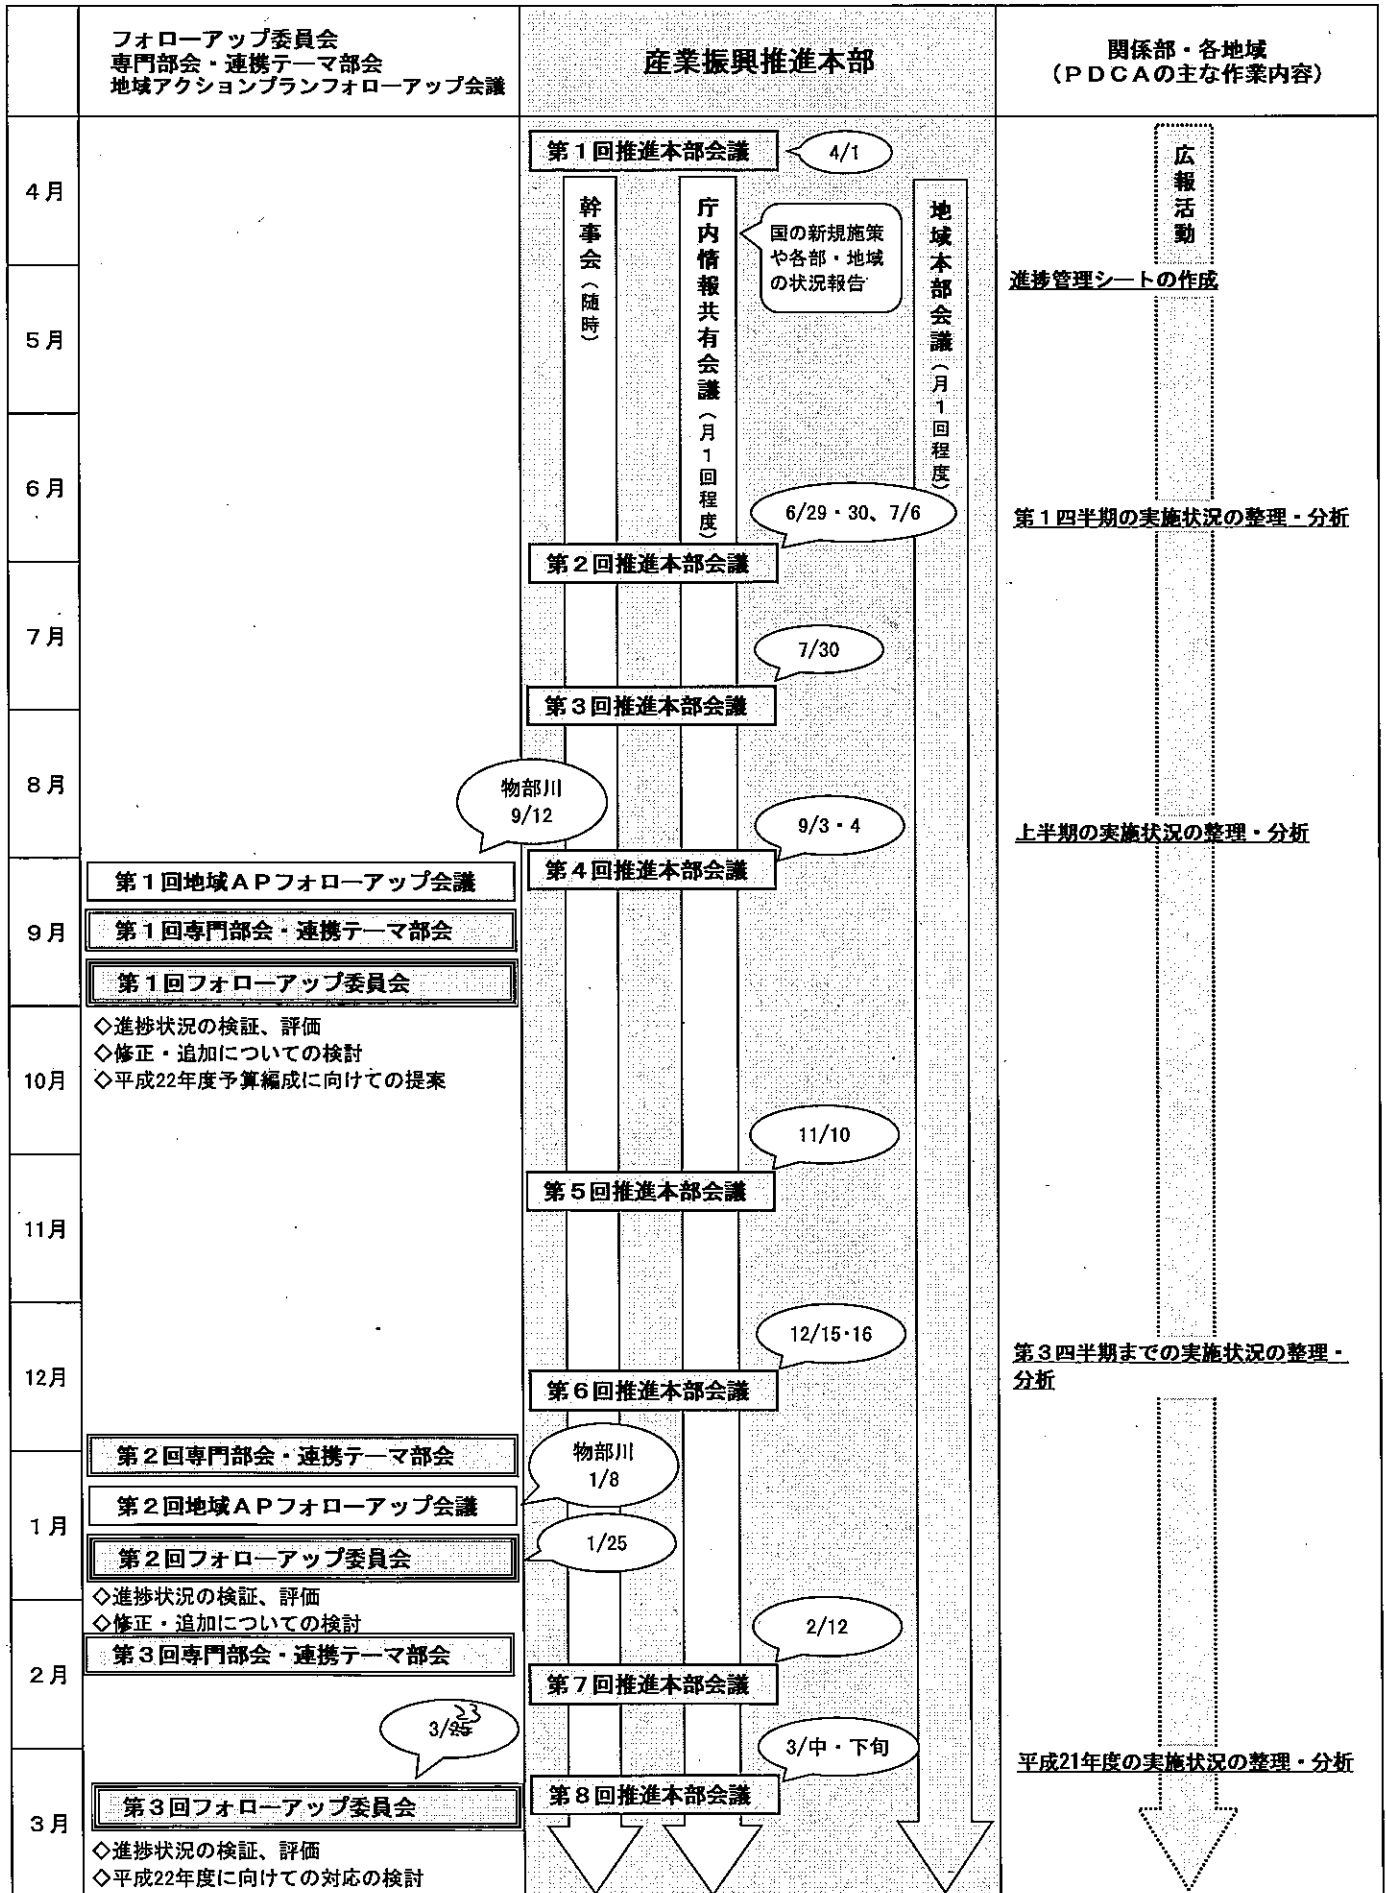 フォローアップ委員会
専門部会・連携テーマ部会
地域アクションプランフォローアップ会議
産業振興推進本部
関係部・各地域
（ＰＤＣＡの主な作業内容）
4月
5月
6月
7月
8月
9月
10月
11月
12月
1月
2月
3月
第１回推進本部会議
4/1
幹事会（随時）
庁内情報共有会議（月１回程度）
国の新規施策
や各部・地域
の状況報告
地域本部会議（月１回程度）
広報活動
進捗管理シートの作成
6/29・30、7/6
第２回推進本部会議
第１四半期の実施状況の整理・分析
7/30
第３回推進本部会議
物部川
9/12
9/3・4
第４回推進本部会議
上半期の実施状況の整理・分析
第１回地域ＡＰフォローアップ会議
第１回専門部会・連携テーマ部会
第１回フォローアップ委員会
◇進捗状況の検証、評価
◇修正・追加についての検討
◇平成22年度予算編成に向けての提案
11/10
第５回推進本部会議
12/15・16
第６回推進本部会議
第３四半期までの実施状況の整理・
分析
第２回専門部会・連携テーマ部会
物部川
1/8
第２回地域ＡＰフォローアップ会議
1/25
第２回フォローアップ委員会
◇進捗状況の検証、評価
◇修正・追加についての検討
第３回専門部会・連携テーマ部会
2/12
第７回推進本部会議
3/25
23
3/中・下旬
第８回推進本部会議
平成21年度の実施状況の整理・分析
第３回フォローアップ委員会
◇進捗状況の検証、評価
◇平成22年度に向けての対応の検討